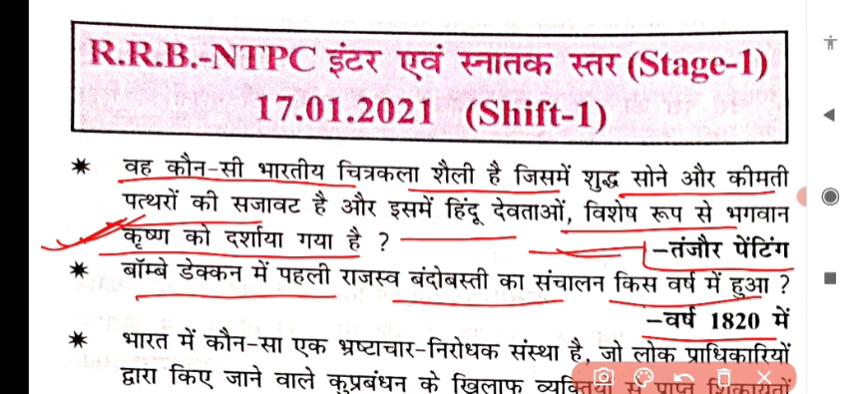 R.R.B.-NTPC इंटर एवं स्नातक स्तर (Stage-1)
17.01.2021 (Shift-1)
* वह कौन-सी भारतीय चित्रकला शैली है जिसमें शुद्ध सोने और कीमती
पत्थरों की सजावट है और इसमें हिंदू देवताओं, विशेष रूप से भगवान
कृष्ण को दर्शाया गया है ? –तंजौर पेंटिंग
* बॉम्बे डेक्कन में पहली राजस्व बंदोबस्ती का संचालन किस वर्ष में हुआ ?
–वर्ष 1820 में
* भारत में कौन-सा एक भ्रष्टाचार-निरोधक संस्था है, जो लोक प्राधिकारियों
द्वारा किए जाने वाले कुप्रबंधन के खिलाफ व्यक्तियों से प्राप्त शिकायतों